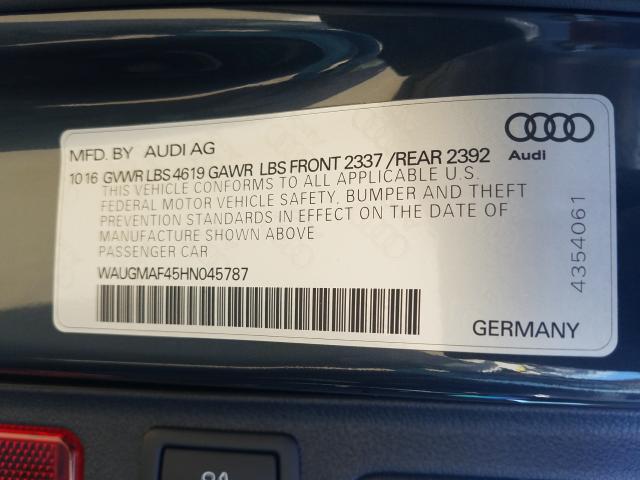 MFD. BY AUDI AG
Audi
10 16 GVWR LBS 4619 GAWR LBS FRONT 2337 /REAR 2392
THIS VEHICLE CONFORMS TO ALL APPLICABLE U.S.
FEDERAL MOTOR VEHICLE SAFETY, BUMPER AND THEFT
PREVENTION STANDARDS IN EFFECT ON THE DATE OF
MANUFACTURE SHOWN ABOVE
PASSENGER CAR
WAUGMAF45HN045787
4354061
GERMANY